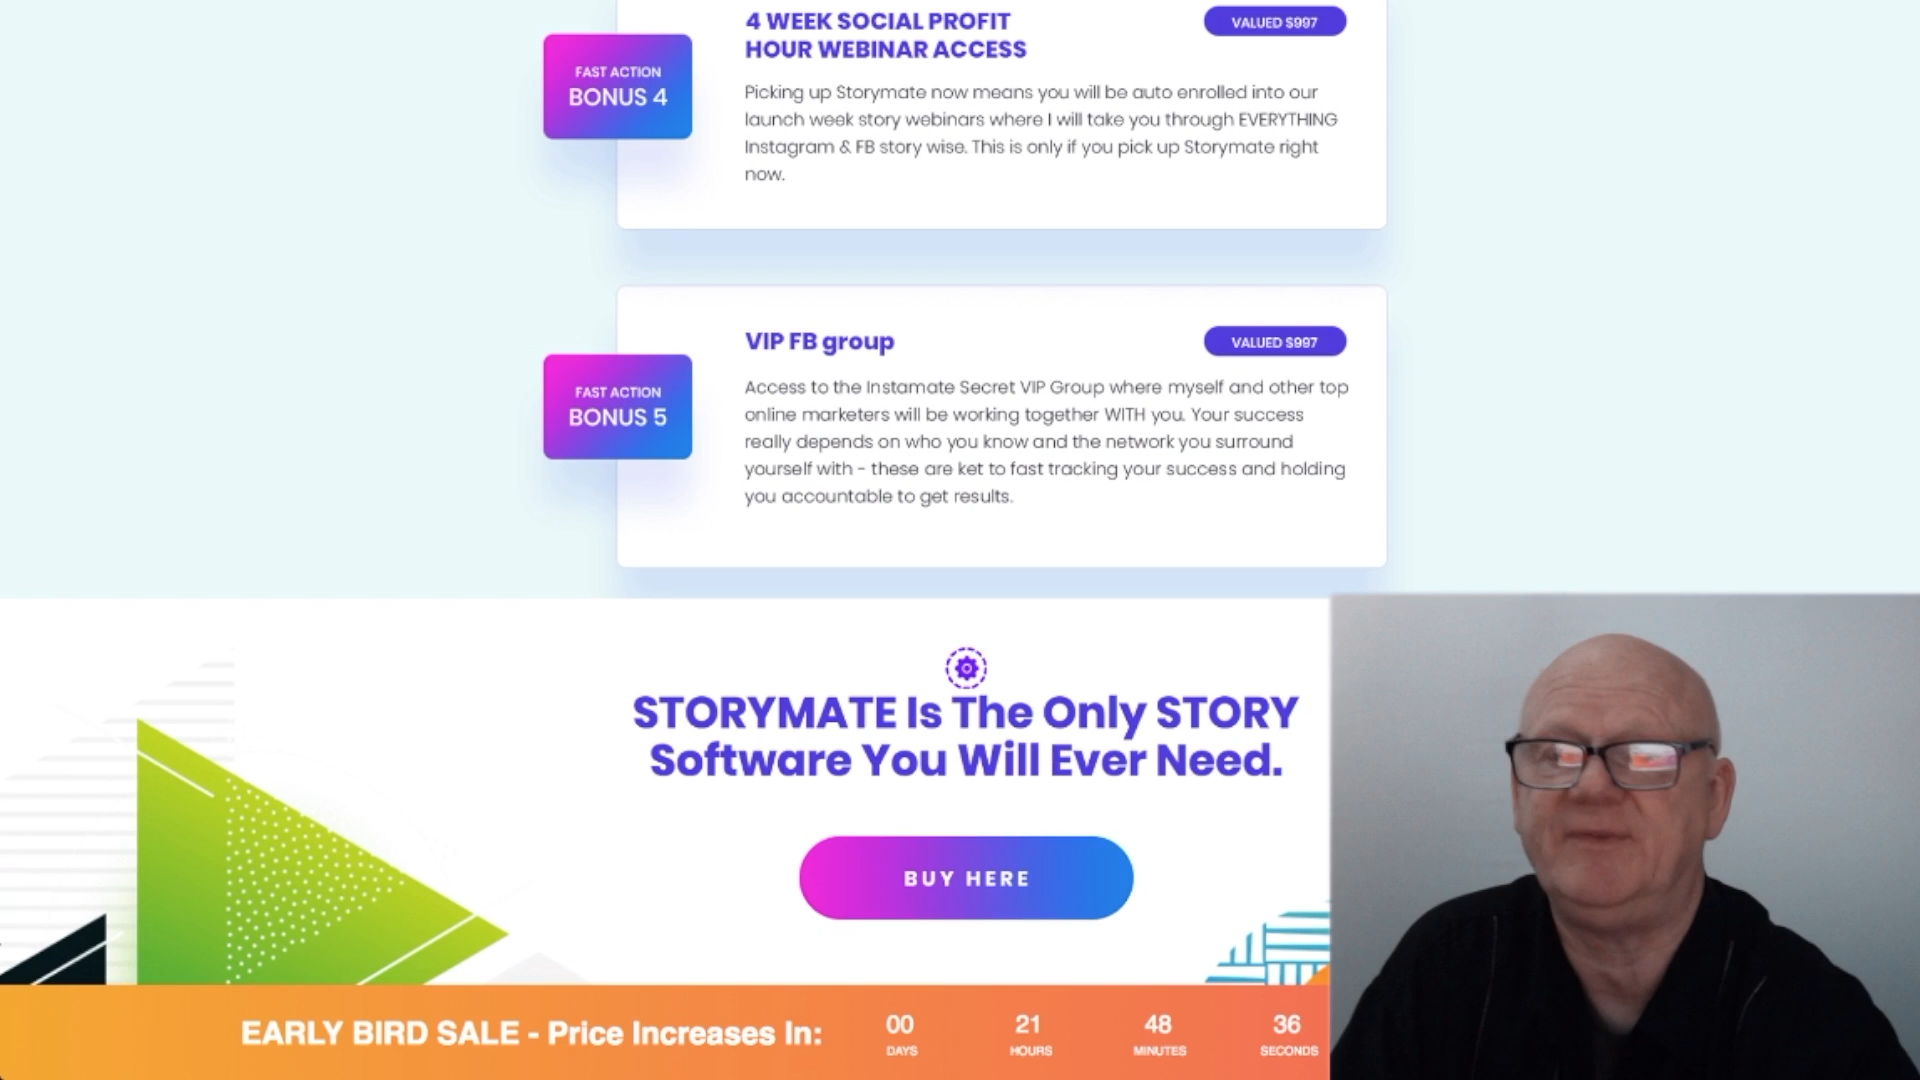 4 WEEK SOCIAL PROFIT
HOUR WEBINAR ACCESS
VALUED $997
FAST ACTION
BONUS 4
Picking up Storymate now means you will be auto enrolled into our
launch week story webinars where I will take you through EVERYTHING
Instagram & FB story wise. This is only if you pick up Storymate right
now.
VIP FB group
VALUED $997
FAST ACTION
BONUS 5
Access to the Instamate Secret VIP Group where myself and other top
online marketers will be working together WITH you. Your success
really depends on who you know and the network you surround
yourself with - these are ket to fast tracking your success and holding
you accountable to get results.
STORYMATE Is The Only STORY
Software You Will Ever Need.
BUY HERE
EARLY BIRD SALE - Price Increases In:
00 21 48 36
DAYS HOURS MINUTES SECONDS